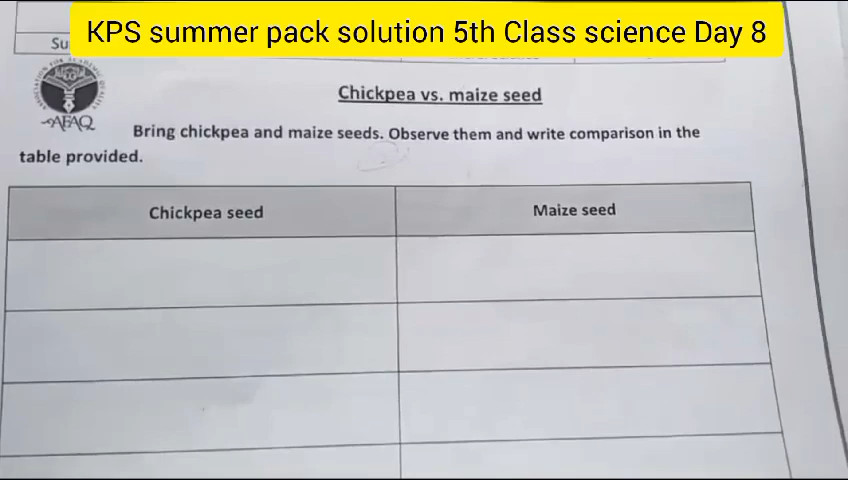 KPS summer pack solution 5th Class science Day 8
Su
AFAQ
Chickpea vs. maize seed
Bring chickpea and maize seeds. Observe them and write comparison in the
table provided.
Chickpea seed
Maize seed